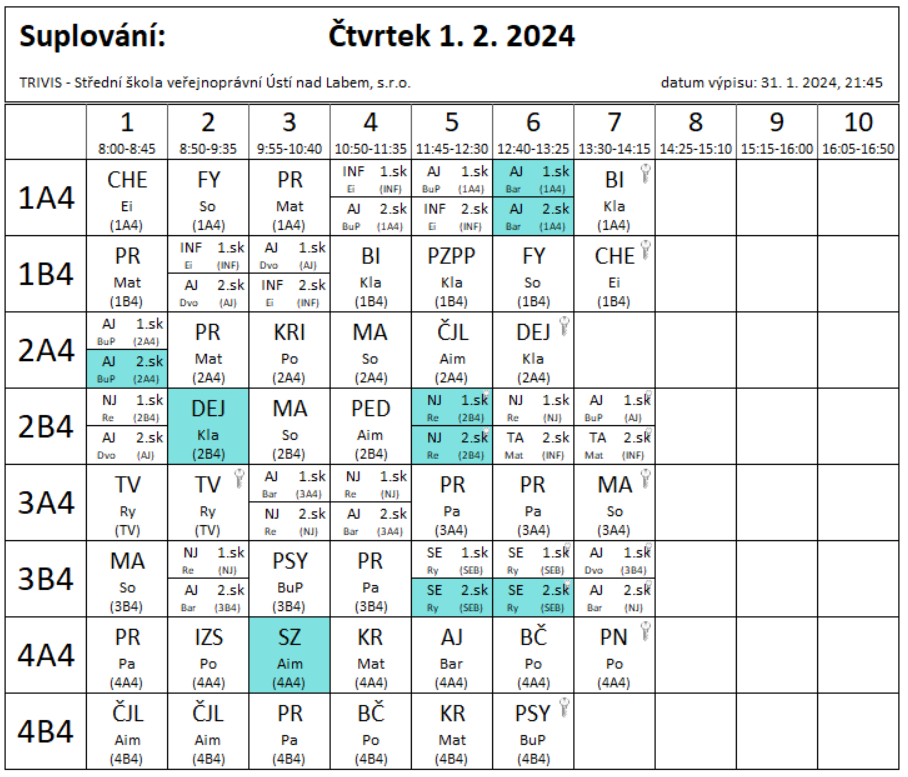 Suplování: Čtvrtek 1. 2. 2024
TRIVIS - Střední škola veřejnoprávní Ústí nad Labem, s.r.o. datum výpisu: 31. 1. 2024, 21:45
1 2 3 4 5 6 7 8 9 10
8:00-8:45 8:50-9:35 9:55-10:40 10:50-11:35 11:45-12:30 12:40-13:25 13:30-14:15 14:25-15:10 15:15-16:00 16:05-16:50
1A4
CHE Ei (1A4)
FY So (1A4)
PR Mat (1A4)
INF 1.sk Ei (INF)
AJ 2.sk BuP (1A4)
AJ 1.sk BuP (1A4)
INF 2.sk Ei (INF)
AJ 1.sk Bar (1A4)
AJ 2.sk Bar (1A4)
BI Kla (1A4)
1B4
PR Mat (1B4)
INF 1.sk Ei (INF)
AJ 2.sk Dvo (AJ)
AJ 1.sk Dvo (AJ)
INF 2.sk Ei (INF)
BI Kla (1B4)
PZPP Kla (1B4)
FY So (1B4)
CHE Ei (1B4)
2A4
AJ 1.sk BuP (2A4)
AJ 2.sk BuP (2A4)
PR Mat (2A4)
KRI Po (2A4)
MA So (2A4)
ČJL Aim (2A4)
DEJ Kla (2A4)
2B4
NJ 1.sk Re (2B4)
AJ 2.sk Dvo (AJ)
DEJ Kla (2B4)
MA So (2B4)
PED Aim (2B4)
NJ 1.sk Re (2B4)
NJ 2.sk Re (2B4)
NJ 1.sk Re (NJ)
TA 2.sk Mat (INF)
AJ 1.sk BuP (AJ)
TA 2.sk Mat (INF)
3A4
TV Ry (TV)
TV Ry (TV)
AJ 1.sk Bar (3A4)
NJ 2.sk Re (NJ)
NJ 1.sk Re (NJ)
AJ 2.sk Bar (3A4)
PR Pa (3A4)
PR Pa (3A4)
MA So (3A4)
3B4
MA So (3B4)
NJ 1.sk Re (NJ)
AJ 2.sk Bar (3B4)
PSY BuP (3B4)
PR Pa (3B4)
SE 1.sk Ry (SEB)
SE 2.sk Ry (SEB)
SE 1.sk Ry (SEB)
SE 2.sk Ry (SEB)
AJ 1.sk Dvo (3B4)
AJ 2.sk Bar (NJ)
4A4
PR Pa (4A4)
IZS Po (4A4)
SZ Aim (4A4)
KR Mat (4A4)
AJ Bar (4A4)
BČ Po (4A4)
PN Po (4A4)
4B4
ČJL Aim (4B4)
ČJL Aim (4B4)
PR Pa (4B4)
BČ Po (4B4)
KR Mat (4B4)
PSY BuP (4B4)